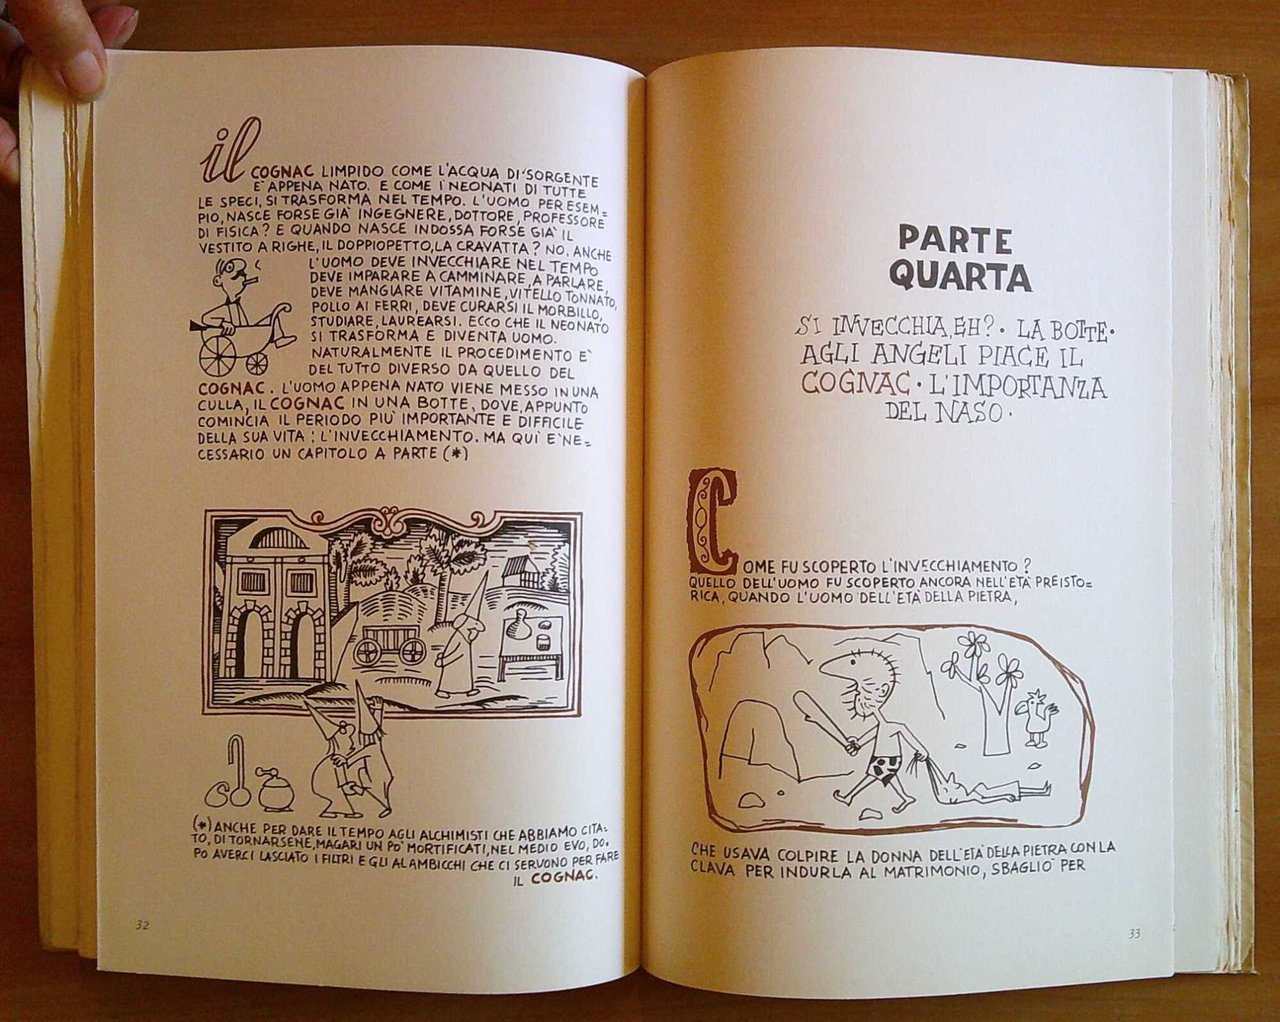 il COGNAC LIMPIDO COME L'ACQUA DI SORGENTE
E' APPENA NATO. E COME I NEONATI DI TUTTE
LE SPECI, SI TRASFORMA NEL TEMPO. L'UOMO PER ESEM=
PIO, NASCE FORSE GIA' INGEGNERE, DOTTORE, PROFESSORE
DI FISICA? E QUANDO NASCE INDOSSA FORSE GIA' IL
VESTITO A RIGHE, IL DOPPIOPETTO, LA CRAVATTA? NO. ANCHE
L'UOMO DEVE INVECCHIARE NEL TEMPO
DEVE IMPARARE A CAMMINARE, A PARLARE,
DEVE MANGIARE VITAMINE, VITELLO TONNATO,
POLLO AI FERRI, DEVE CURARSI IL MORBILLO,
STUDIARE, LAUREARSI. ECCO CHE IL NEONATO
SI TRASFORMA E DIVENTA UOMO.
NATURALMENTE IL PROCEDIMENTO E'
DEL TUTTO DIVERSO DA QUELLO DEL
COGNAC. L'UOMO APPENA NATO VIENE MESSO IN UNA
CULLA, IL COGNAC IN UNA BOTTE, DOVE, APPUNTO
COMINCIA IL PERIODO PIU' IMPORTANTE E DIFFICILE
DELLA SUA VITA: L'INVECCHIAMENTO. MA QUI E' NE=
CESSARIO UN CAPITOLO A PARTE (*)
(*) ANCHE PER DARE IL TEMPO AGLI ALCHIMISTI CHE ABBIAMO CITA=
TO, DI TORNARSENE, MAGARI UN PO' MORTIFICATI, NEL MEDIO EVO, DO=
PO AVERCI LASCIATO I FILTRI E GLI ALAMBICCHI CHE CI SERVONO PER FARE
IL COGNAC.
32
PARTE
QUARTA
SI INVECCHIA, EH? · LA BOTTE ·
AGLI ANGELI PIACE IL
COGNAC · L'IMPORTANZA
DEL NASO ·
COME FU SCOPERTO L'INVECCHIAMENTO?
QUELLO DELL'UOMO FU SCOPERTO ANCORA NELL'ETA' PREISTO=
RICA, QUANDO L'UOMO DELL'ETA' DELLA PIETRA,
CHE USAVA COLPIRE LA DONNA DELL'ETA' DELLA PIETRA CON LA
CLAVA PER INDURLA AL MATRIMONIO, SBAGLIO' PER
33